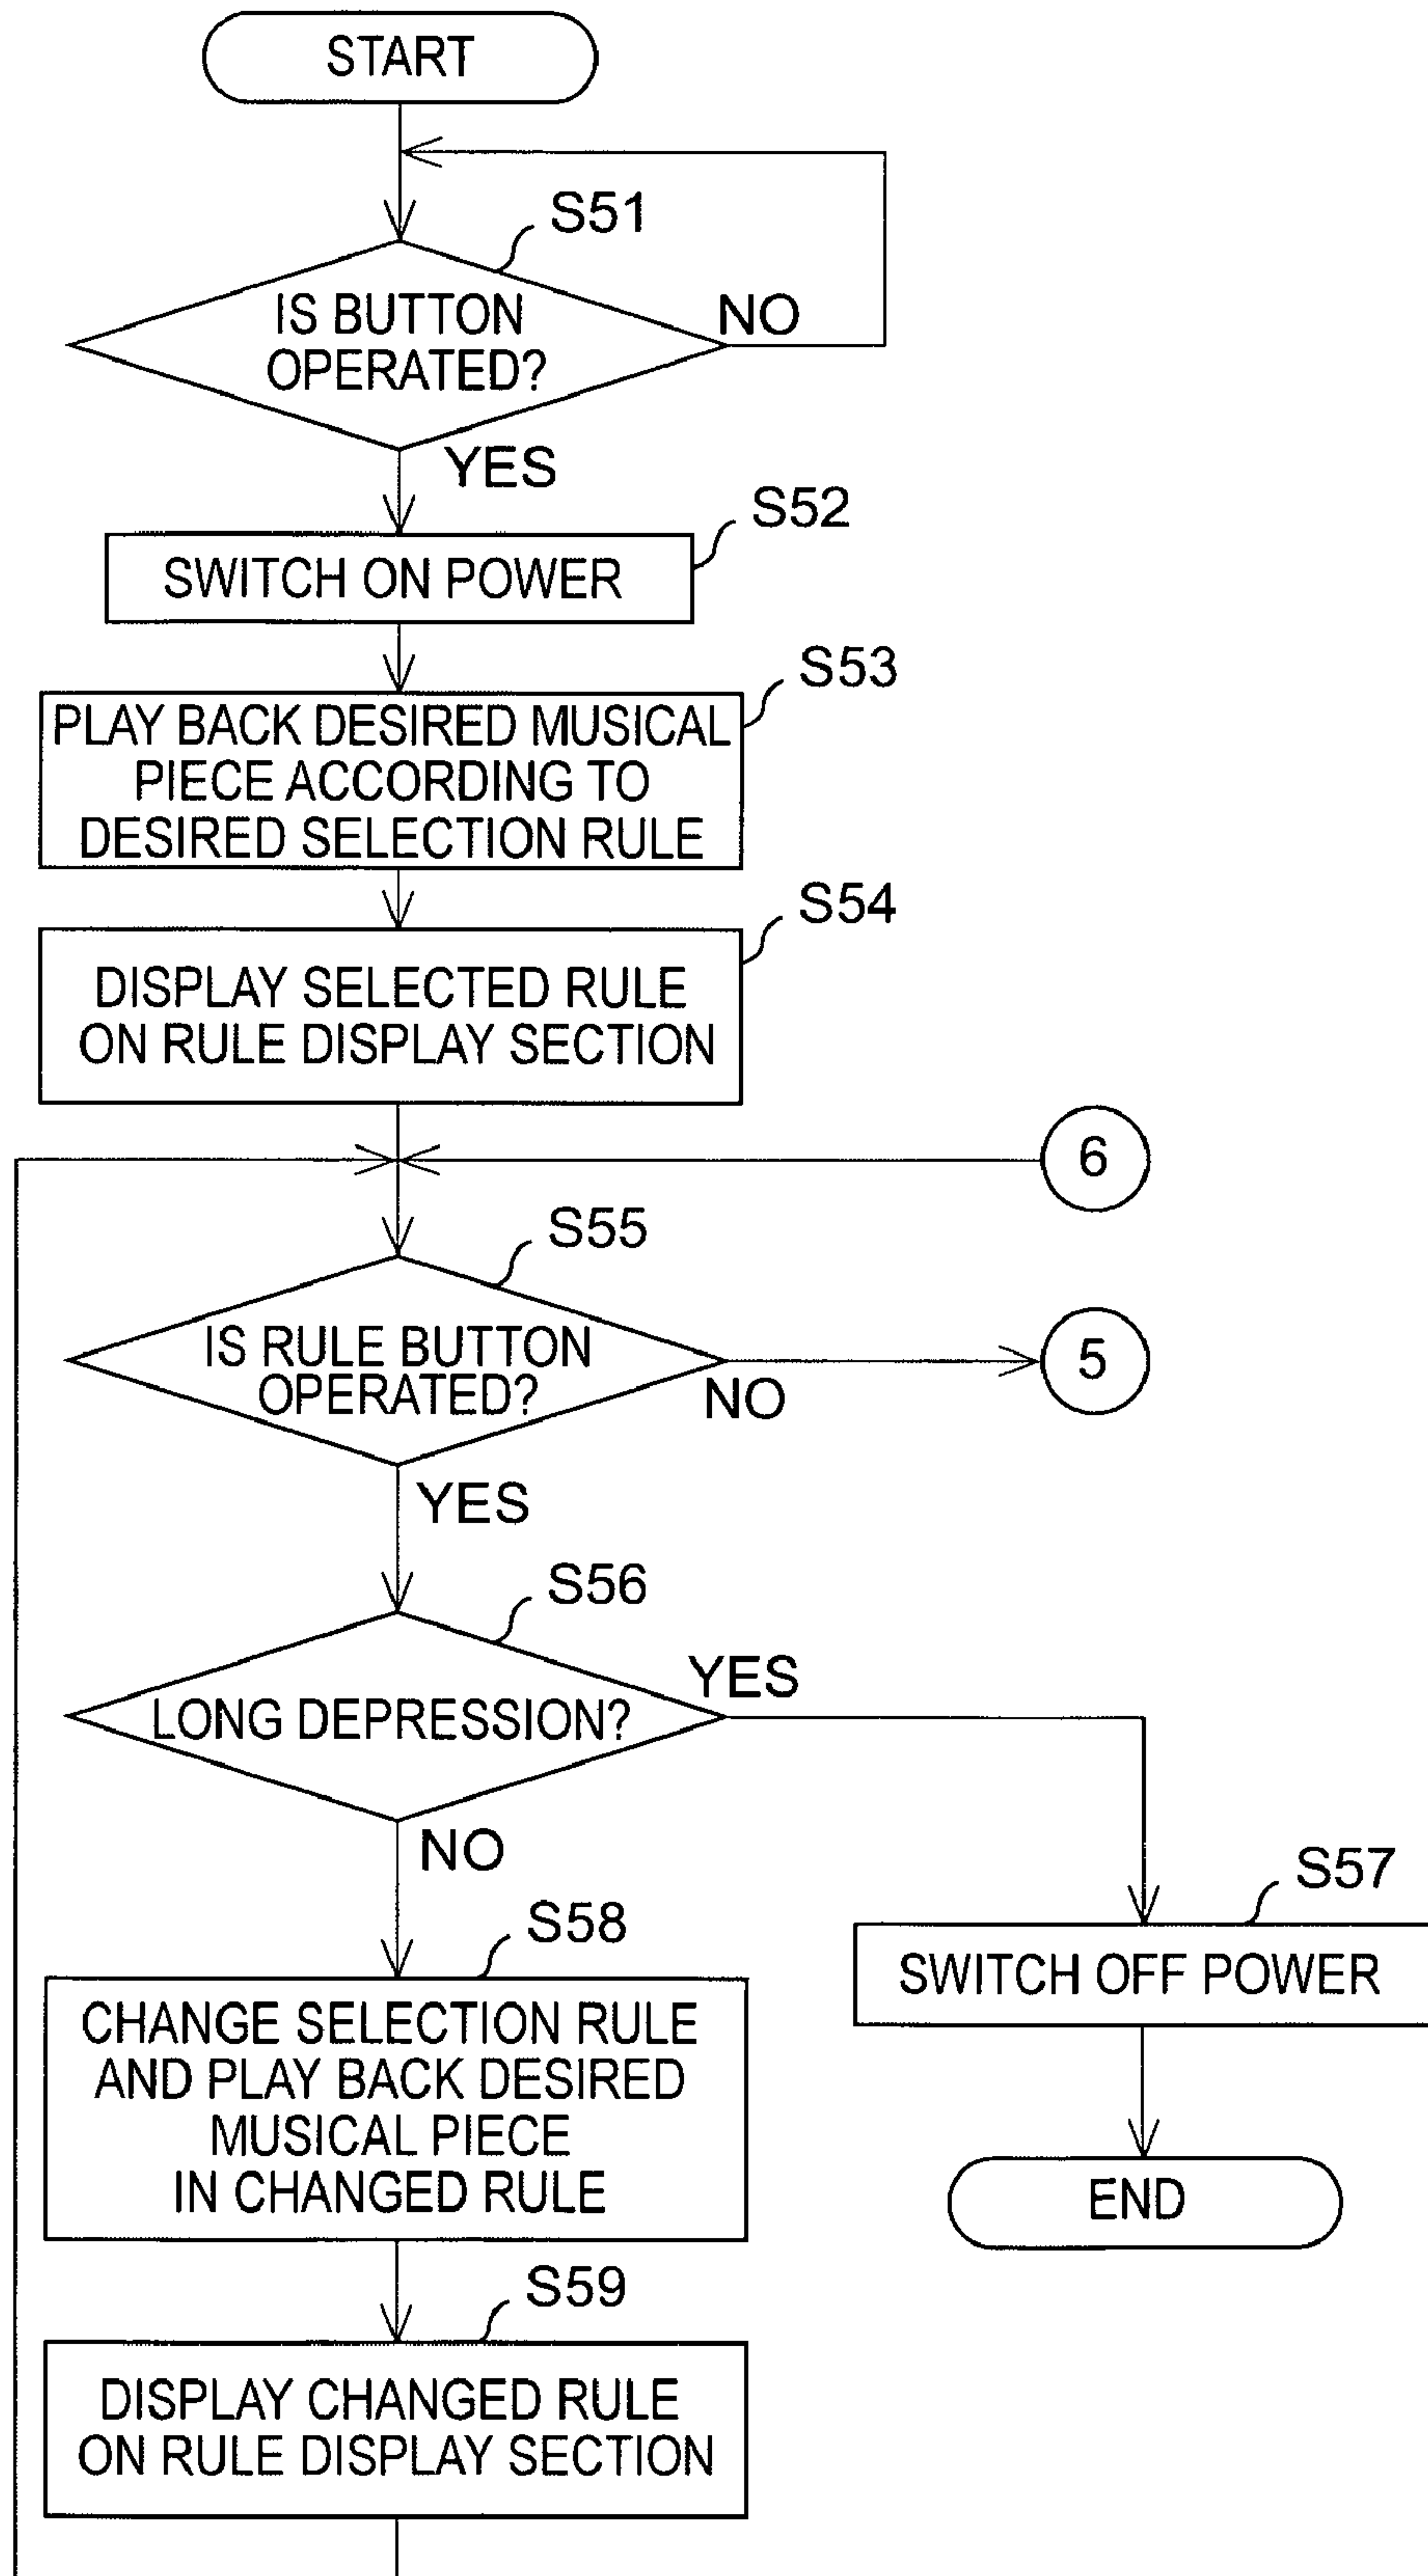 START
S51
IS BUTTON
OPERATED?
NO
YES
S52
SWITCH ON POWER
S53
PLAY BACK DESIRED MUSICAL
PIECE ACCORDING TO
DESIRED SELECTION RULE
S54
DISPLAY SELECTED RULE
ON RULE DISPLAY SECTION
6
S55
IS RULE BUTTON
OPERATED?
NO
5
YES
S56
LONG DEPRESSION?
YES
NO
S57
SWITCH OFF POWER
END
S58
CHANGE SELECTION RULE
AND PLAY BACK DESIRED
MUSICAL PIECE
IN CHANGED RULE
S59
DISPLAY CHANGED RULE
ON RULE DISPLAY SECTION